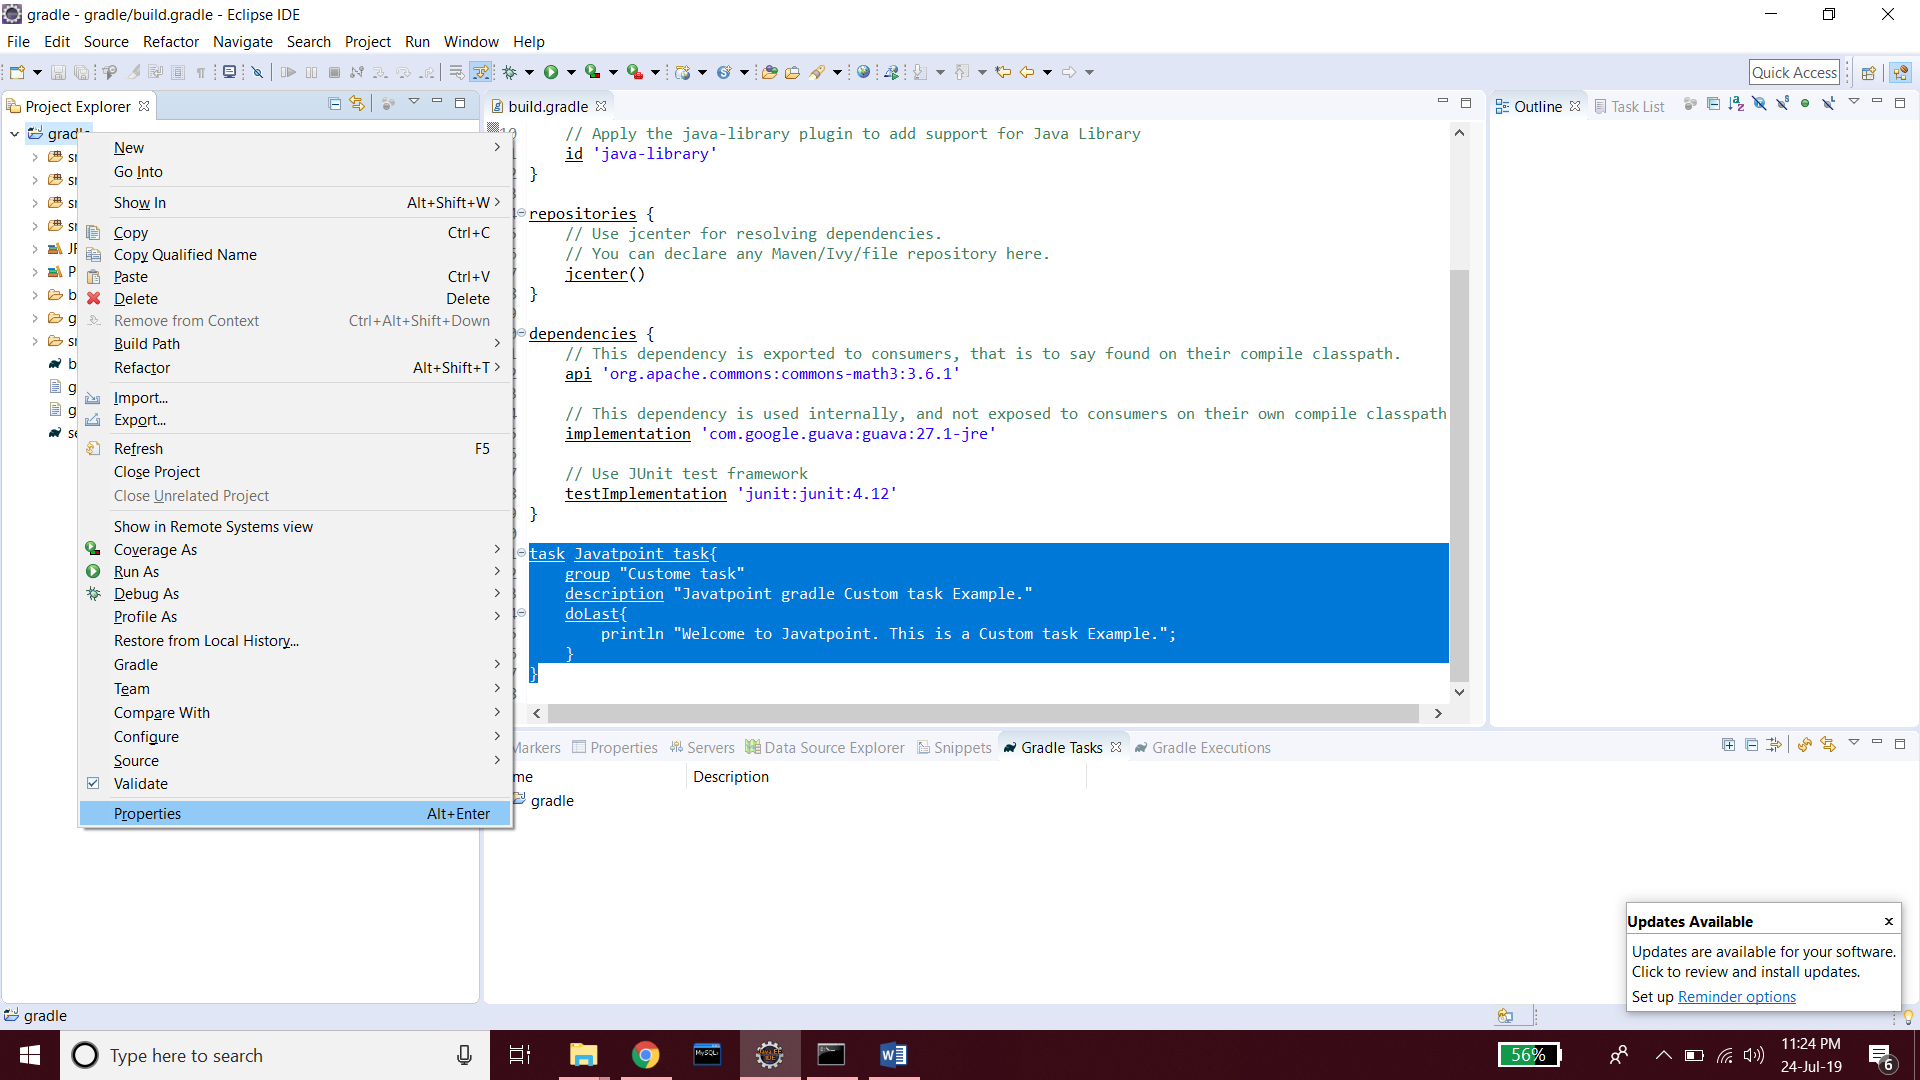 gradle - gradle/build.gradle - Eclipse IDE
File Edit Source Refactor Navigate Search Project Run Window Help
Quick Access
Project Explorer
build.gradle
Outline
Task List
gradle
New
Go Into
Show In Alt+Shift+W
Copy Ctrl+C
Copy Qualified Name
Paste Ctrl+V
Delete Delete
Remove from Context Ctrl+Alt+Shift+Down
Build Path
Refactor Alt+Shift+T
Import...
Export...
Refresh F5
Close Project
Close Unrelated Project
Show in Remote Systems view
Coverage As
Run As
Debug As
Profile As
Restore from Local History...
Gradle
Team
Compare With
Configure
Source
Validate
Properties Alt+Enter
// Apply the java-library plugin to add support for Java Library
id 'java-library'
}
repositories {
// Use jcenter for resolving dependencies.
// You can declare any Maven/Ivy/file repository here.
jcenter()
}
dependencies {
// This dependency is exported to consumers, that is to say found on their compile classpath.
api 'org.apache.commons:commons-math3:3.6.1'
// This dependency is used internally, and not exposed to consumers on their own compile classpath
implementation 'com.google.guava:guava:27.1-jre'
// Use JUnit test framework
testImplementation 'junit:junit:4.12'
}
task Javatpoint task{
group "Custome task"
description "Javatpoint gradle Custom task Example."
doLast{
println "Welcome to Javatpoint. This is a Custom task Example.";
}
}
Markers Properties Servers Data Source Explorer Snippets Gradle Tasks Gradle Executions
me Description
gradle
Updates Available x
Updates are available for your software.
Click to review and install updates.
Set up Reminder options
gradle
Type here to search
MySQL
56%
11:24 PM
24-Jul-19
6